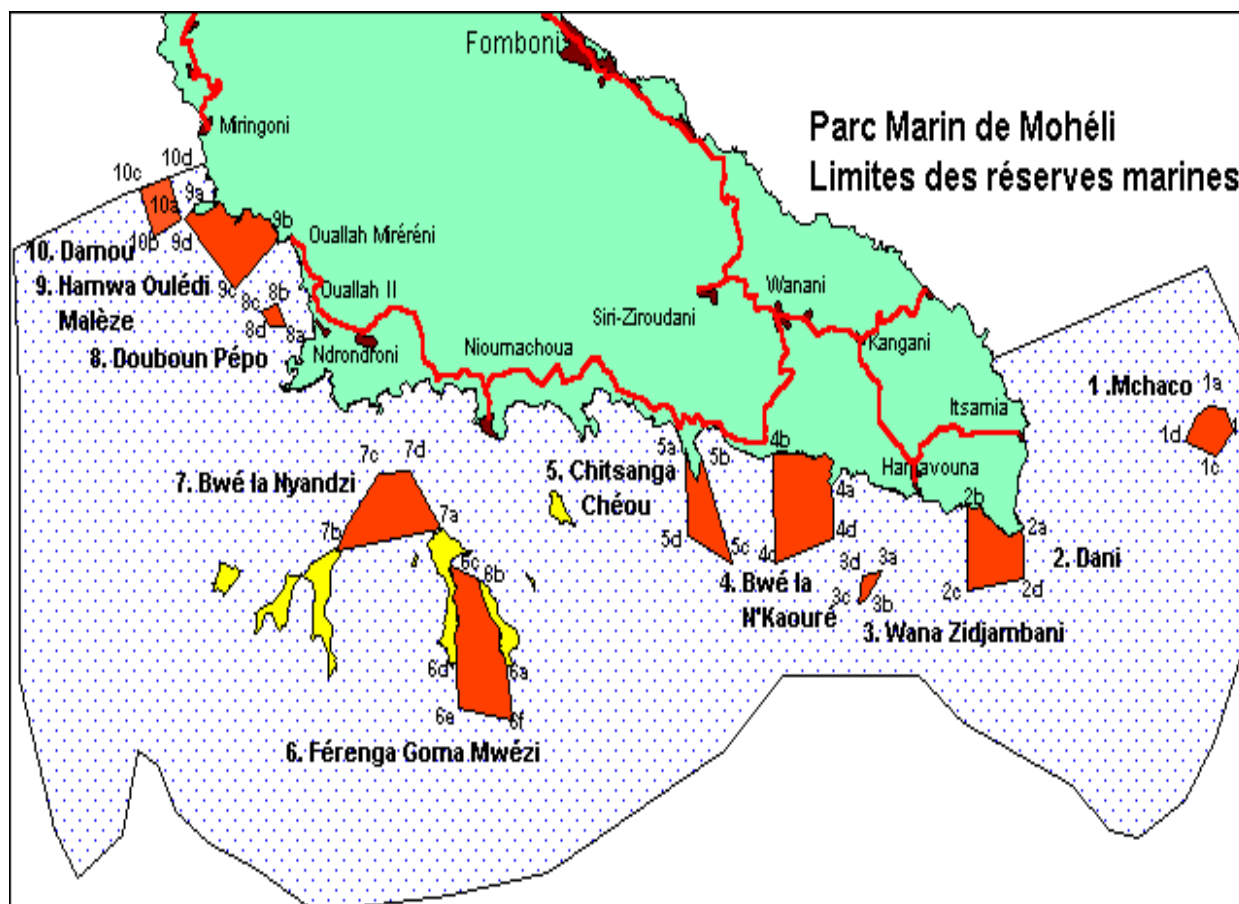 Fomboni
Parc Marin de Mohéli
Limites des réserves marines
Miringoni
10c
10d
10a
9a
10b
9d
9b
Ouallah Miréréni
10. Damou
9. Hamwa Oulédi
Malèze
9c
8c
8b
Ouallah II
8d
8a
8. Douboun Pépo
Ndrondroni
Nioumachoua
Siri-Ziroudani
Wanani
Kangani
Itsamia
Hamavouna
1 .Mchaco
1a
1d
1c
7c
7d
7. Bwé la Nyandzi
7b
7a
5. Chitsanga
Chéou
5a
5b
5d
5c
4b
4a
4d
4c
4. Bwé la
N'Kaouré
3d
3a
3c
3b
3. Wana Zidjambani
2b
2a
2c
2d
2. Dani
6c
6b
6d
6a
6e
6f
6. Férenga Goma Mwézi